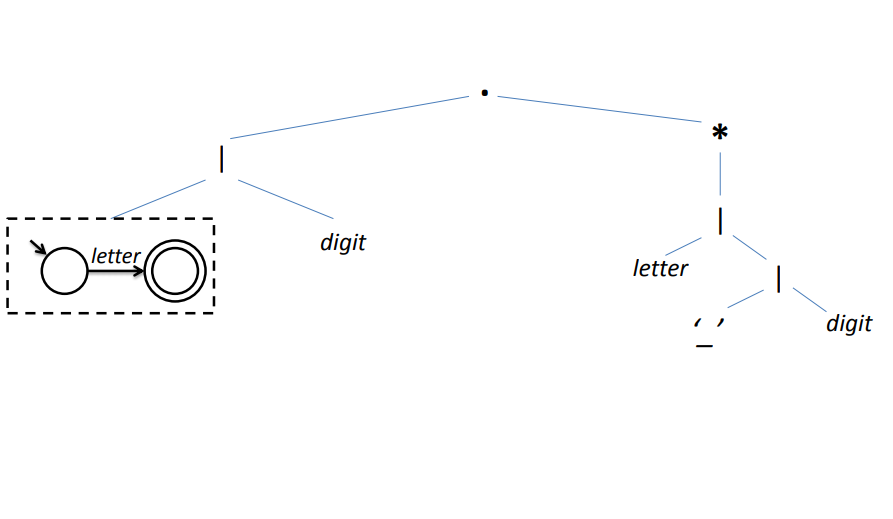 .
*
|
|
digit
letter
letter
|
‘_’
digit